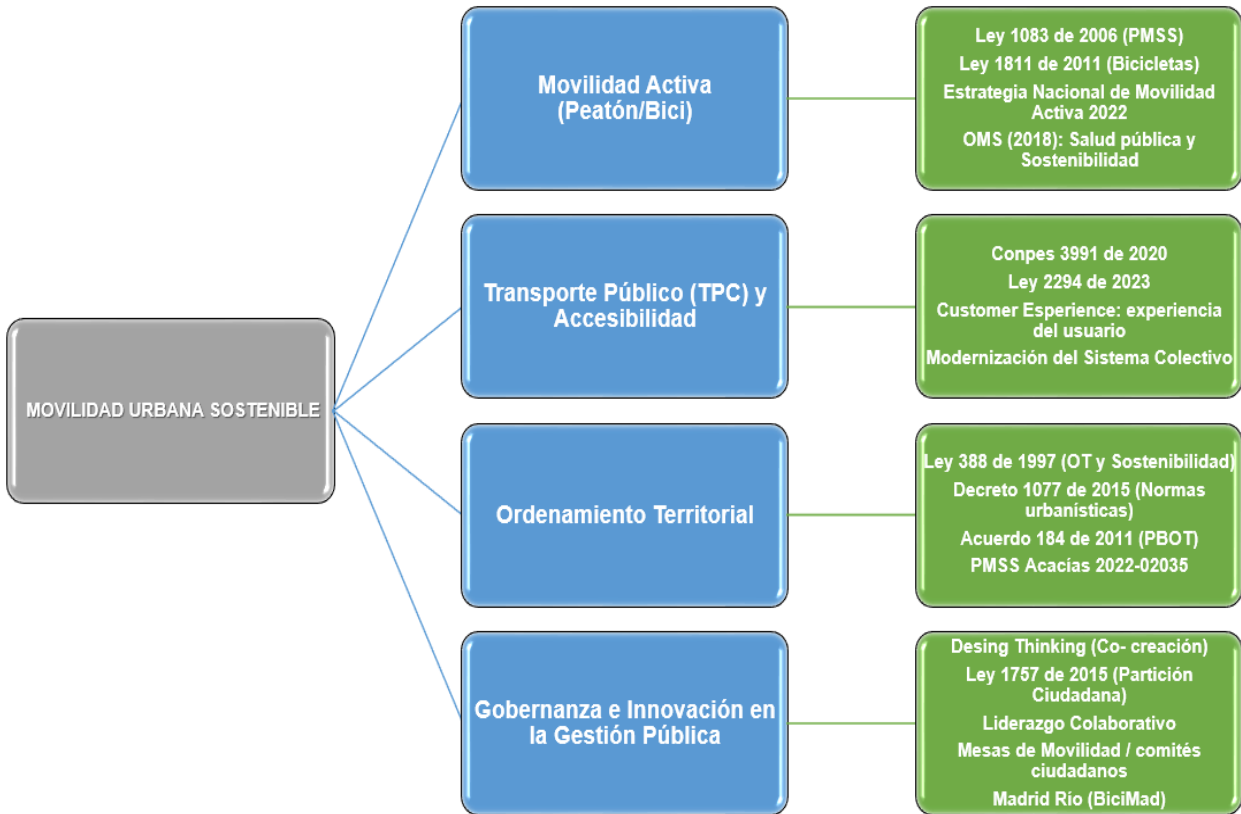 MOVILIDAD URBANA SOSTENIBLE
Movilidad Activa
(Peatón/Bici)
Ley 1083 de 2006 (PMSS)
Ley 1811 de 2011 (Bicicletas)
Estrategia Nacional de Movilidad
Activa 2022
OMS (2018): Salud pública y
Sostenibilidad
Transporte Público (TPC) y
Accesibilidad
Conpes 3991 de 2020
Ley 2294 de 2023
Customer Esperience: experiencia
del usuario
Modernización del Sistema Colectivo
Ordenamiento Territorial
Ley 388 de 1997 (OT y Sostenibilidad)
Decreto 1077 de 2015 (Normas
urbanísticas)
Acuerdo 184 de 2011 (PBOT)
PMSS Acacías 2022-02035
Gobernanza e Innovación en
la Gestión Pública
Desing Thinking (Co- creación)
Ley 1757 de 2015 (Partición
Ciudadana)
Liderazgo Colaborativo
Mesas de Movilidad / comités
ciudadanos
Madrid Río (BiciMad)